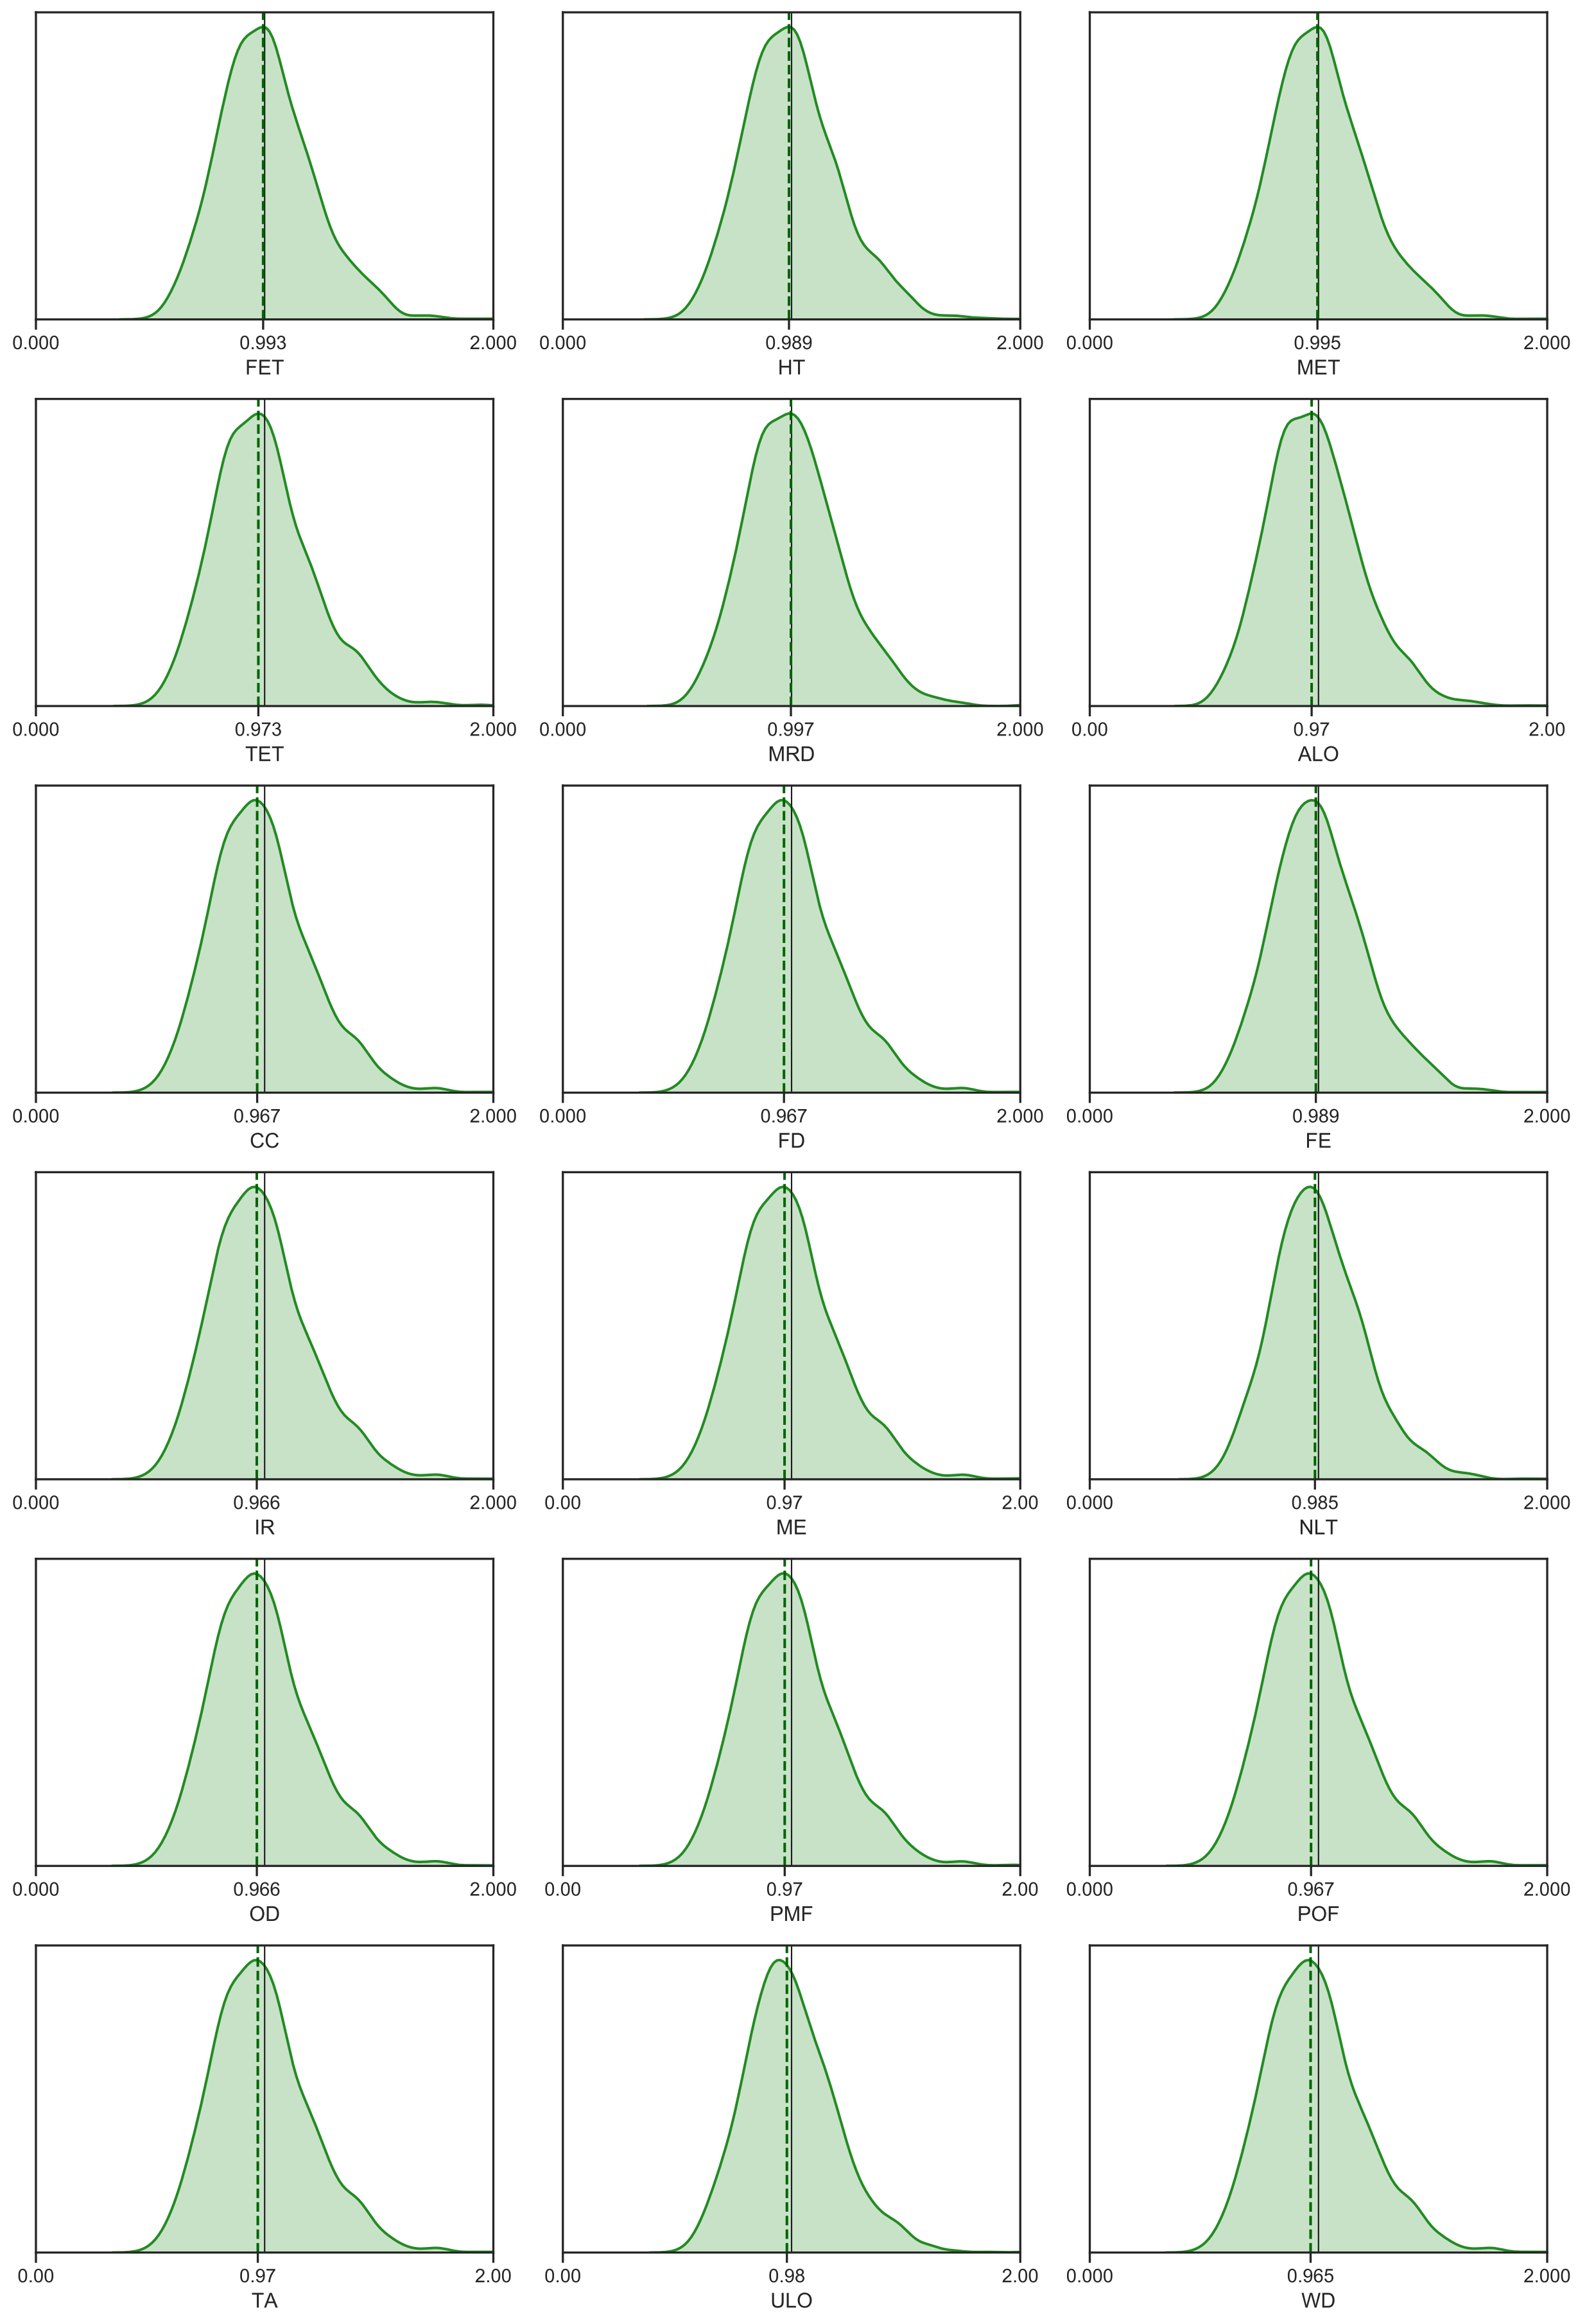 0.000 0.993 2.000 0.000 0.989 2.000 0.000 0.995 2.000
FET HT MET
0.000 0.973 2.000 0.000 0.997 2.000 0.00 0.97 2.00
TET MRD ALO
0.000 0.967 2.000 0.000 0.967 2.000 0.000 0.989 2.000
CC FD FE
0.000 0.966 2.000 0.00 0.97 2.00 0.000 0.985 2.000
IR ME NLT
0.000 0.966 2.000 0.00 0.97 2.00 0.000 0.967 2.000
OD PMF POF
0.00 0.97 2.00 0.00 0.98 2.00 0.000 0.965 2.000
TA ULO WD